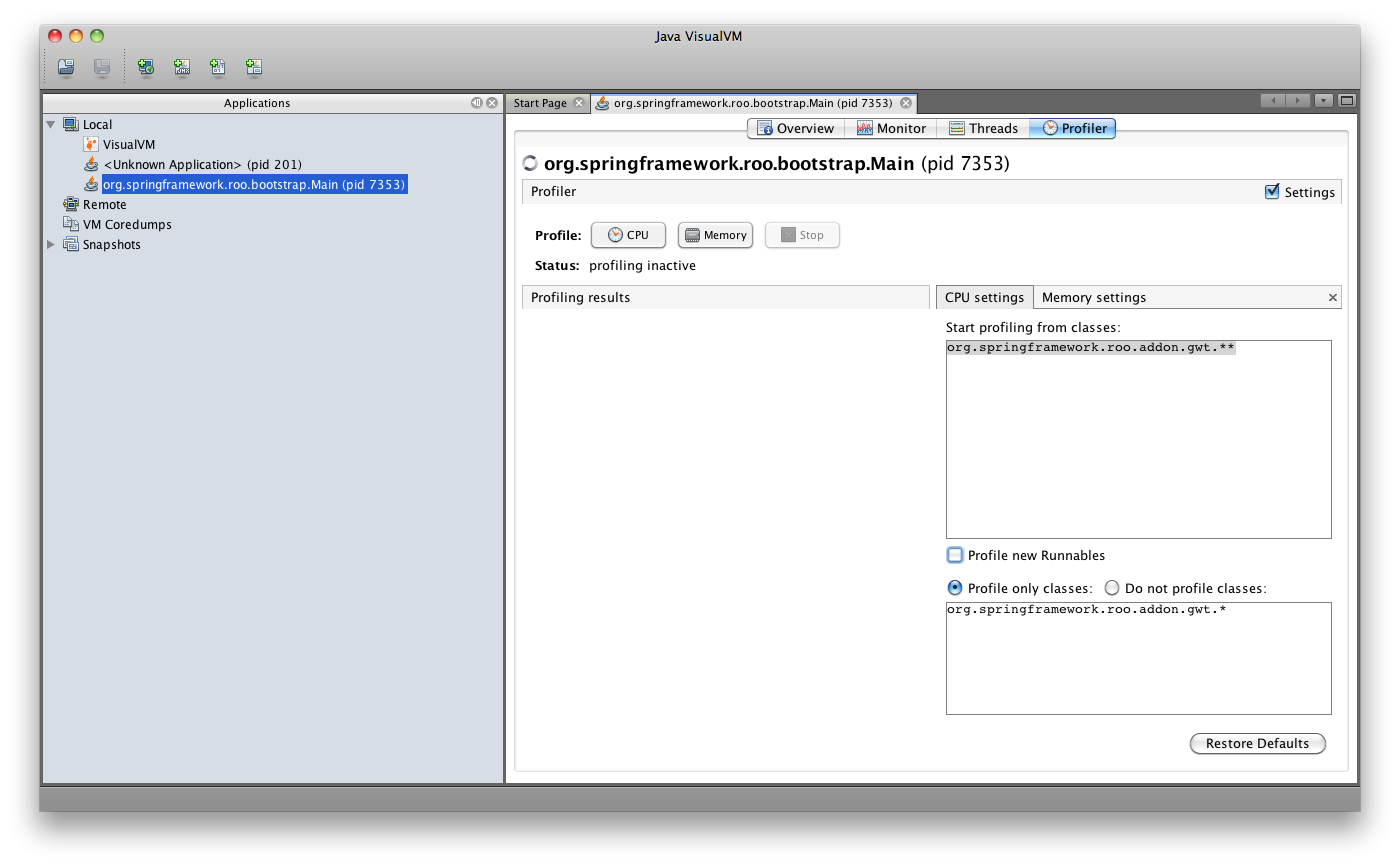 Java VisualVM
Applications
Start Page
org.springframework.roo.bootstrap.Main (pid 7353)
Local
VisualVM
<Unknown Application> (pid 201)
org.springframework.roo.bootstrap.Main (pid 7353)
Remote
VM Coredumps
Snapshots
Overview
Monitor
Threads
Profiler
org.springframework.roo.bootstrap.Main (pid 7353)
Profiler
Settings
Profile:
CPU
Memory
Stop
Status: profiling inactive
Profiling results
CPU settings
Memory settings
Start profiling from classes:
org.springframework.roo.addon.gwt.**
Profile new Runnables
Profile only classes:
Do not profile classes:
org.springframework.roo.addon.gwt.*
Restore Defaults